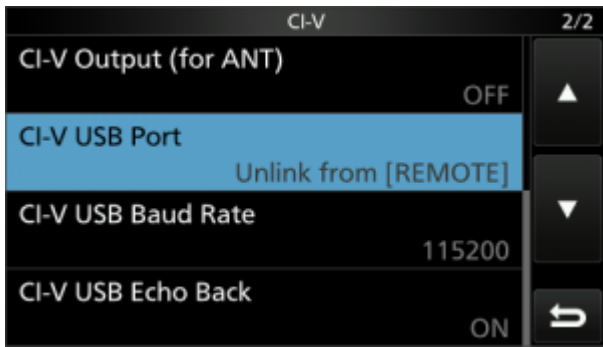 CI-V 2/2
CI-V Output (for ANT)
OFF
CI-V USB Port
Unlink from [REMOTE]
CI-V USB Baud Rate
115200
CI-V USB Echo Back
ON